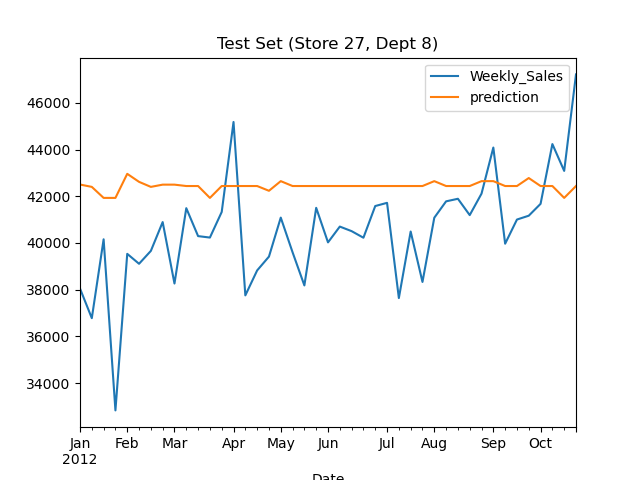 Test Set (Store 27, Dept 8)
Weekly_Sales
prediction
46000
44000
42000
40000
38000
36000
34000
Jan Feb Mar Apr May Jun Jul Aug Sep Oct
2012
Date